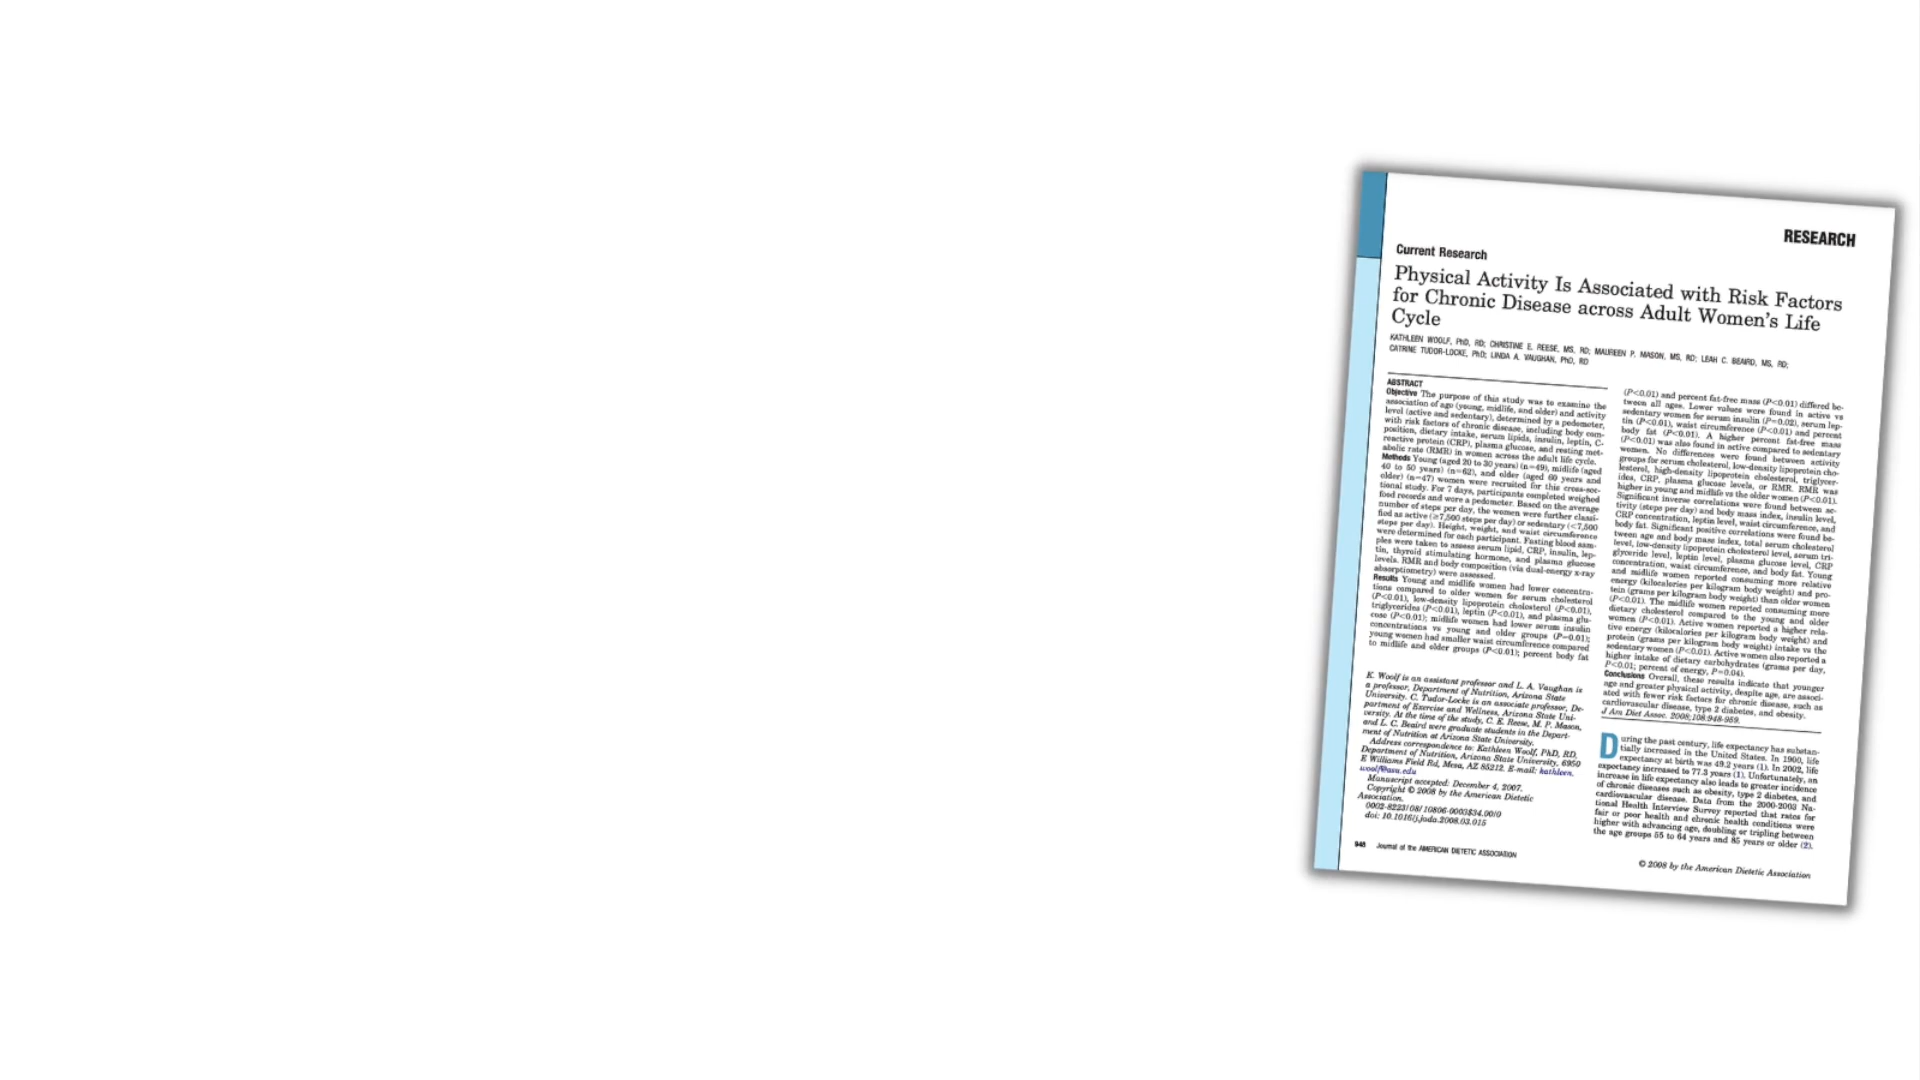 RESEARCH
Current Research
Physical Activity Is Associated with Risk Factors
for Chronic Disease across Adult Women's Life
Cycle
KATHLEEN WOOLF, PhD, RD; CHRISTINE E. REESE, MS, RD; MAUREEN P. MASON, MS, RD; LEAH C. BEAIRD, MS, RD;
CATRINE TUDOR-LOCKE, PhD; LINDA A. VAUGHAN, PhD, RD
ABSTRACT
Objective The purpose of this study was to examine the
association of age (young, midlife, and older) and activity
level (active and sedentary), determined by a pedometer,
with risk factors of chronic disease, including body com-
position, dietary intake, serum lipids, insulin, leptin, C-
reactive protein (CRP), plasma glucose, and resting met-
abolic rate (RMR) in women across the adult life cycle.
Methods Young (aged 20 to 30 years) (n=49), midlife (aged
40 to 50 years) (n=62), and older (aged 60 years and
older) (n=47) women were recruited for this cross-sec-
tional study. For 7 days, participants completed weighed
food records and wore a pedometer. Based on the average
number of steps per day, the women were further classi-
fied as active (≥7,500 steps per day) or sedentary (<7,500
steps per day). Height, weight, and waist circumference
were determined for each participant. Fasting blood sam-
ples were taken to assess serum lipid, CRP, insulin, lep-
tin, thyroid stimulating hormone, and plasma glucose
levels. RMR and body composition (via dual-energy x-ray
absorptiometry) were assessed.
Results Young and midlife women had lower concentra-
tions compared to older women for serum cholesterol
(P<0.01), low-density lipoprotein cholesterol (P<0.01),
triglycerides (P<0.01), leptin (P<0.01), and plasma glu-
cose (P<0.01); midlife women had lower serum insulin
concentrations vs young and older groups (P=0.01);
young women had smaller waist circumference compared
to midlife and older groups (P<0.01); percent body fat
K. Woolf is an assistant professor and L. A. Vaughan is
a professor, Department of Nutrition, Arizona State
University. C. Tudor-Locke is an associate professor, De-
partment of Exercise and Wellness, Arizona State Uni-
versity. At the time of the study, C. E. Reese, M. P. Mason,
and L. C. Beaird were graduate students in the Depart-
ment of Nutrition at Arizona State University.
Address correspondence to: Kathleen Woolf, PhD, RD,
Department of Nutrition, Arizona State University, 6950
E Williams Field Rd, Mesa, AZ 85212. E-mail: kathleen.
woolf@asu.edu
Manuscript accepted: December 4, 2007.
Copyright © 2008 by the American Dietetic
Association.
0002-8223/08/10806-0003$34.00/0
doi: 10.1016/j.jada.2008.03.015
(P<0.01) and percent fat-free mass (P<0.01) differed be-
tween all ages. Lower values were found in active vs
sedentary women for serum insulin (P=0.02), serum lep-
tin (P<0.01), waist circumference (P<0.01) and percent
body fat (P<0.01). A higher percent fat-free mass
(P<0.01) was also found in active compared to sedentary
women. No differences were found between activity
groups for serum cholesterol, low-density lipoprotein cho-
lesterol, high-density lipoprotein cholesterol, triglycer-
ides, CRP, plasma glucose levels, or RMR. RMR was
higher in young and midlife vs the older women (P<0.01).
Significant inverse correlations were found between ac-
tivity (steps per day) and body mass index, insulin level,
CRP concentration, leptin level, waist circumference, and
body fat. Significant positive correlations were found be-
tween age and body mass index, total serum cholesterol
level, low-density lipoprotein cholesterol level, serum tri-
glyceride level, leptin level, plasma glucose level, CRP
concentration, waist circumference, and body fat. Young
and midlife women reported consuming more relative
energy (kilocalories per kilogram body weight) and pro-
tein (grams per kilogram body weight) than older women
(P<0.01). The midlife women reported consuming more
dietary cholesterol compared to the young and older
women (P<0.01). Active women reported a higher rela-
tive energy (kilocalories per kilogram body weight) and
protein (grams per kilogram body weight) intake vs the
sedentary women (P<0.01). Active women also reported a
higher intake of dietary carbohydrates (grams per day,
P<0.01; percent of energy, P=0.04).
Conclusions Overall, these results indicate that younger
age and greater physical activity, despite age, are associ-
ated with fewer risk factors for chronic disease, such as
cardiovascular disease, type 2 diabetes, and obesity.
J Am Diet Assoc. 2008;108:948-959.
During the past century, life expectancy has substan-
tially increased in the United States. In 1900, life
expectancy at birth was 49.2 years (1). In 2002, life
expectancy increased to 77.3 years (1). Unfortunately, an
increase in life expectancy also leads to greater incidence
of chronic diseases such as obesity, type 2 diabetes, and
cardiovascular disease. Data from the 2000-2003 Na-
tional Health Interview Survey reported that rates for
fair or poor health and chronic health conditions were
higher with advancing age, doubling or tripling between
the age groups 55 to 64 years and 85 years or older (2).
948 Journal of the AMERICAN DIETETIC ASSOCIATION
© 2008 by the American Dietetic Association